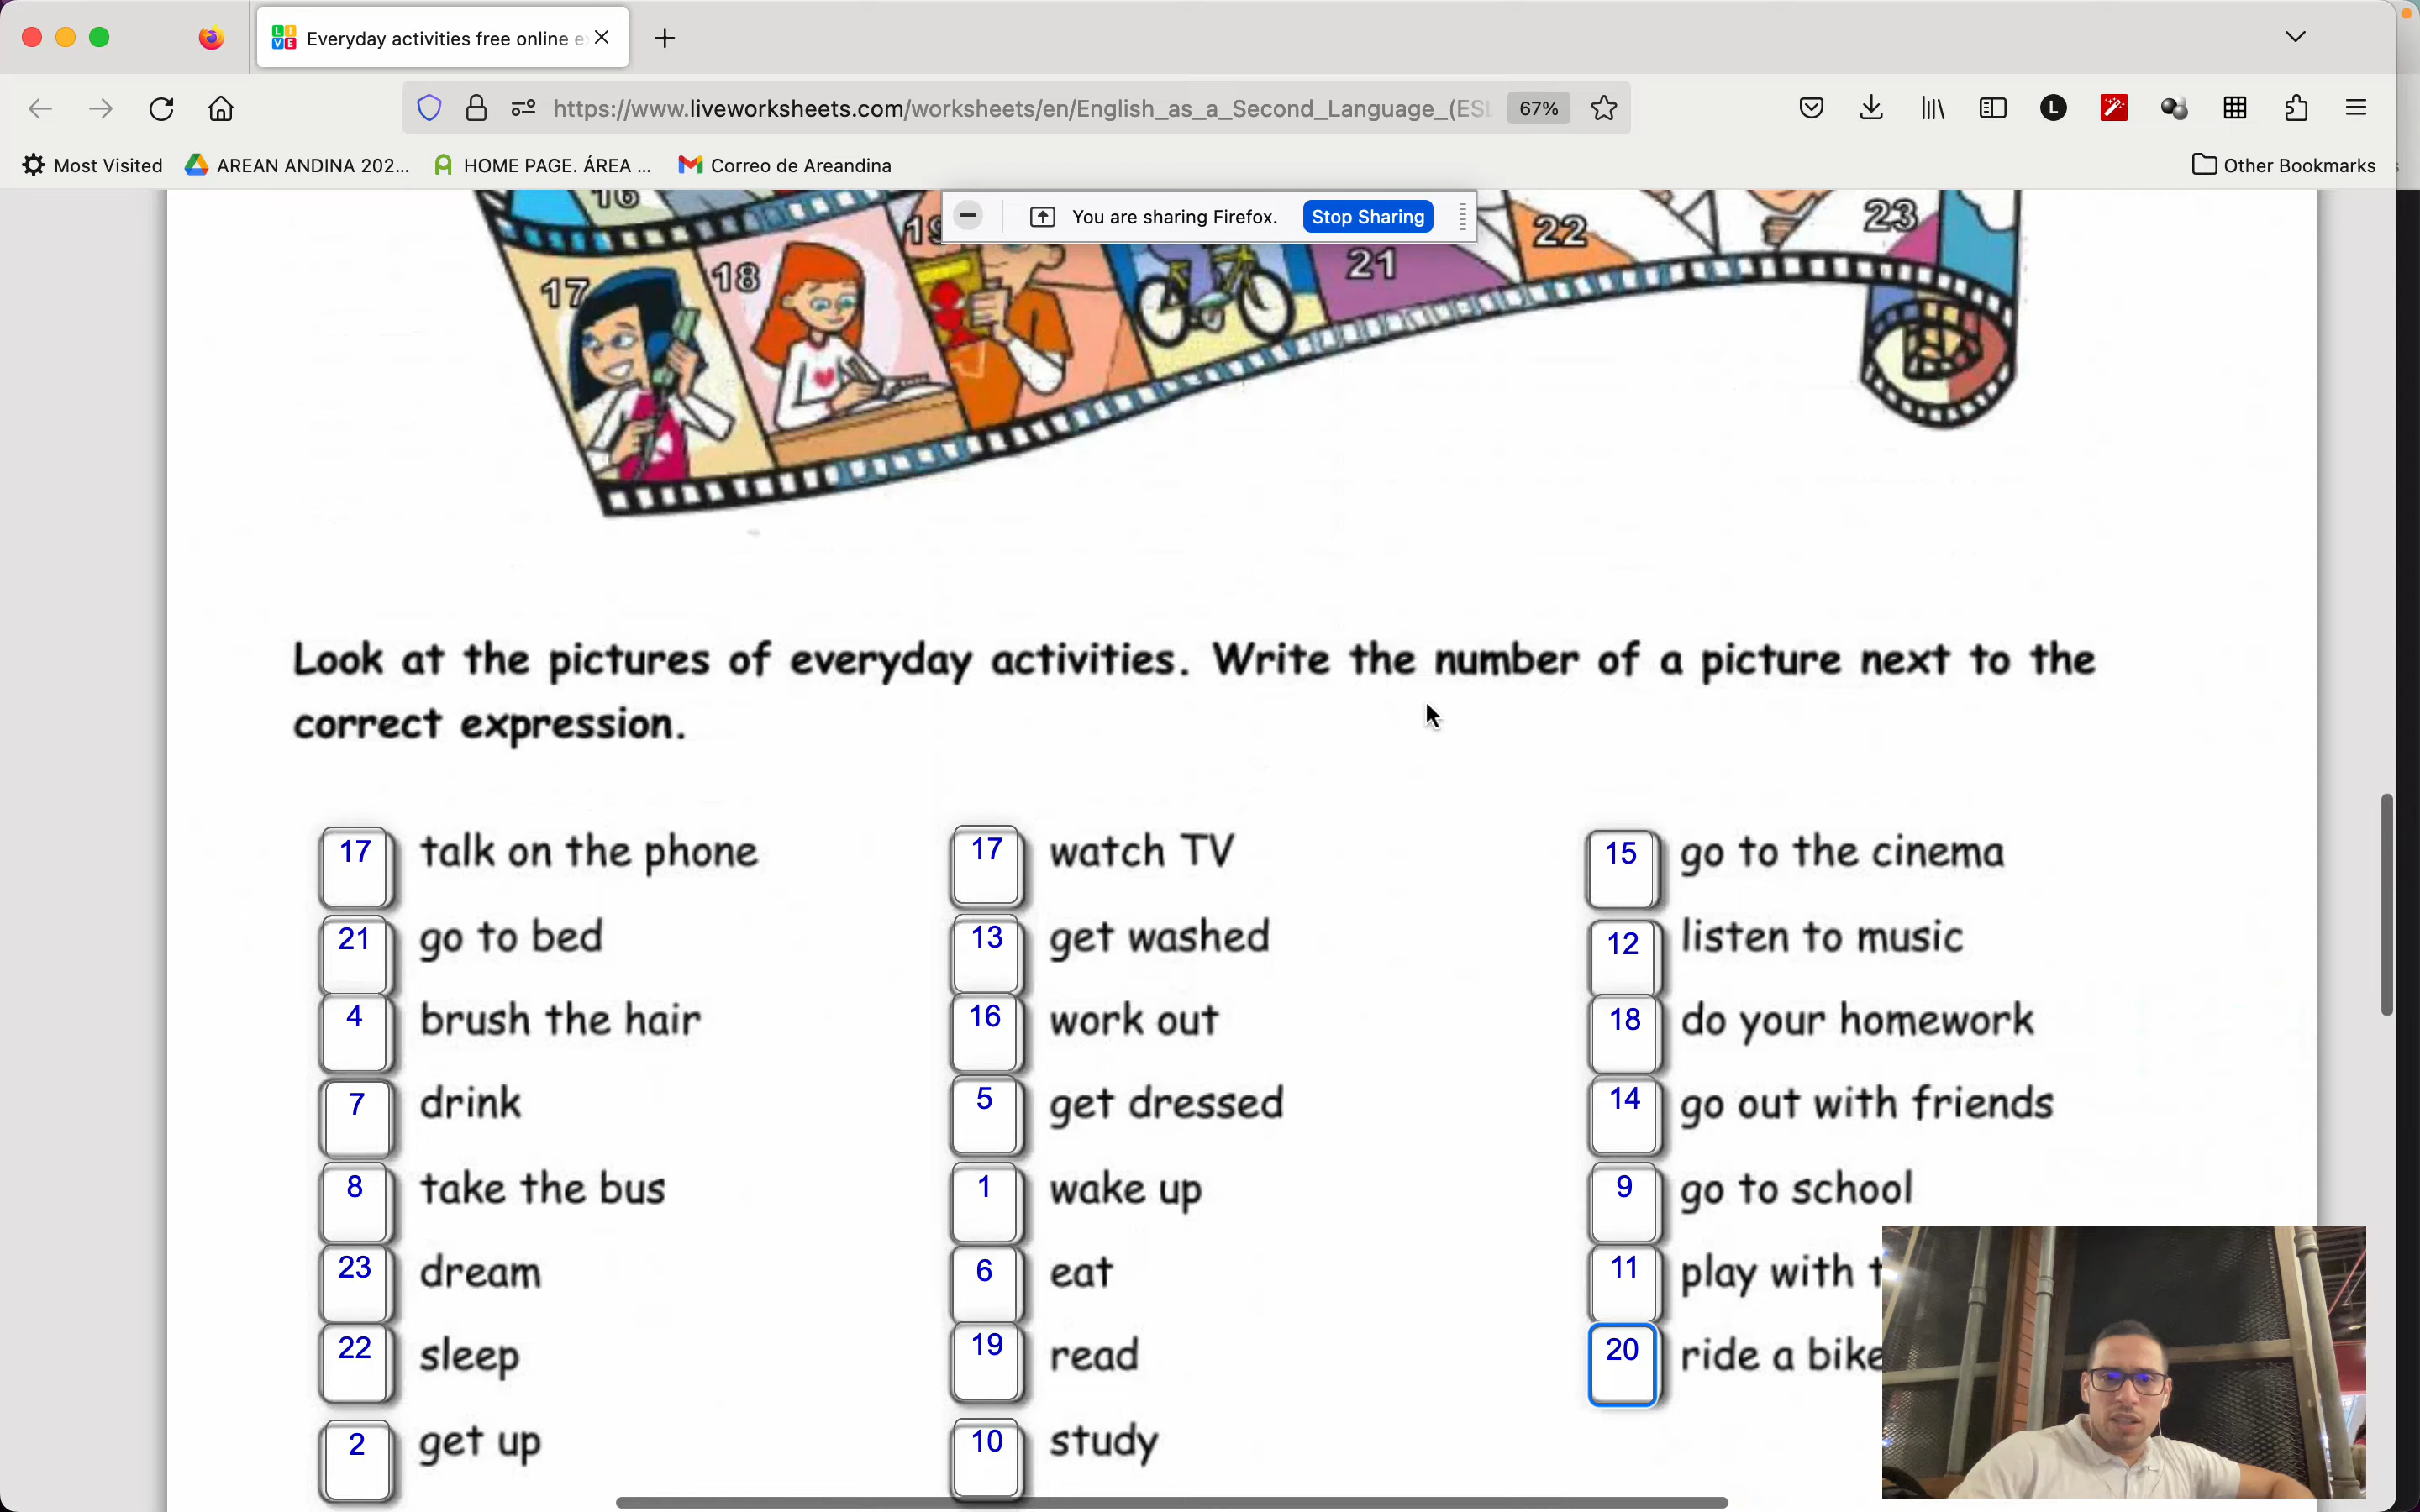 LIVE
Everyday activities free online e
https://www.liveworksheets.com/worksheets/en/English_as_a_Second_Language_(ESL
67%
L
Most Visited
AREAN ANDINA 202...
HOME PAGE. ÁREA ...
Correo de Areandina
Other Bookmarks
You are sharing Firefox.
Stop Sharing
16
19
22
23
17
18
21
Look at the pictures of everyday activities. Write the number of a picture next to the
correct expression.
17 talk on the phone
21 go to bed
4 brush the hair
7 drink
8 take the bus
23 dream
22 sleep
2 get up
17 watch TV
13 get washed
16 work out
5 get dressed
1 wake up
6 eat
19 read
10 study
15 go to the cinema
12 listen to music
18 do your homework
14 go out with friends
9 go to school
11 play with
20 ride a bike